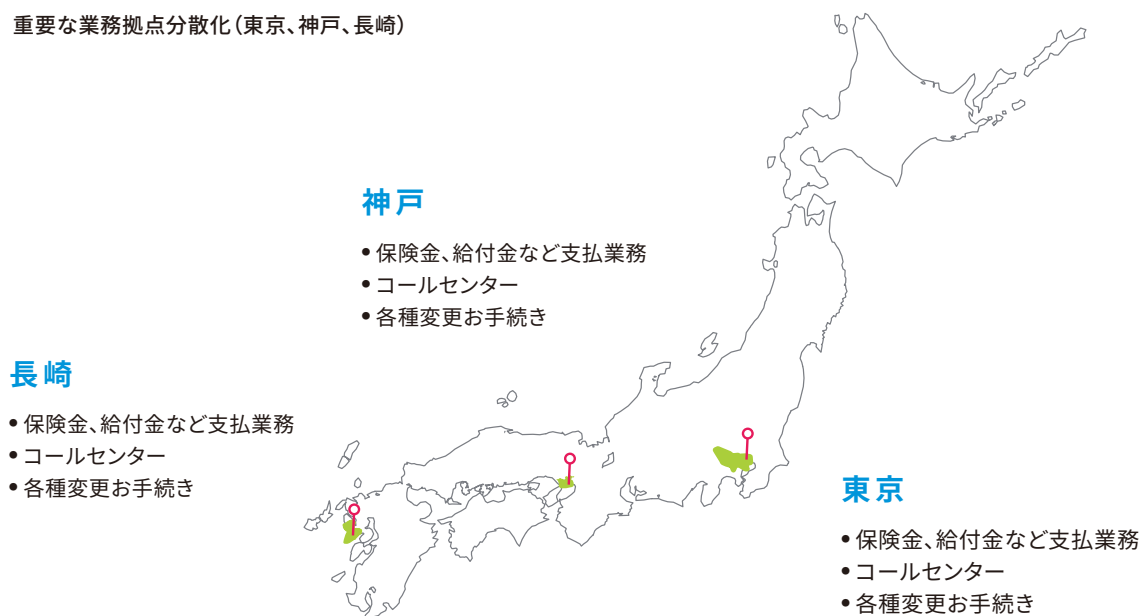 重要な業務拠点分散化(東京、神戸、長崎)
神戸
• 保険金、給付金など支払業務
• コールセンター
• 各種変更お手続き
長崎
• 保険金、給付金など支払業務
• コールセンター
• 各種変更お手続き
東京
• 保険金、給付金など支払業務
• コールセンター
• 各種変更お手続き